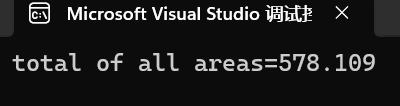 Microsoft Visual Studio 调试
total of all areas=578.109